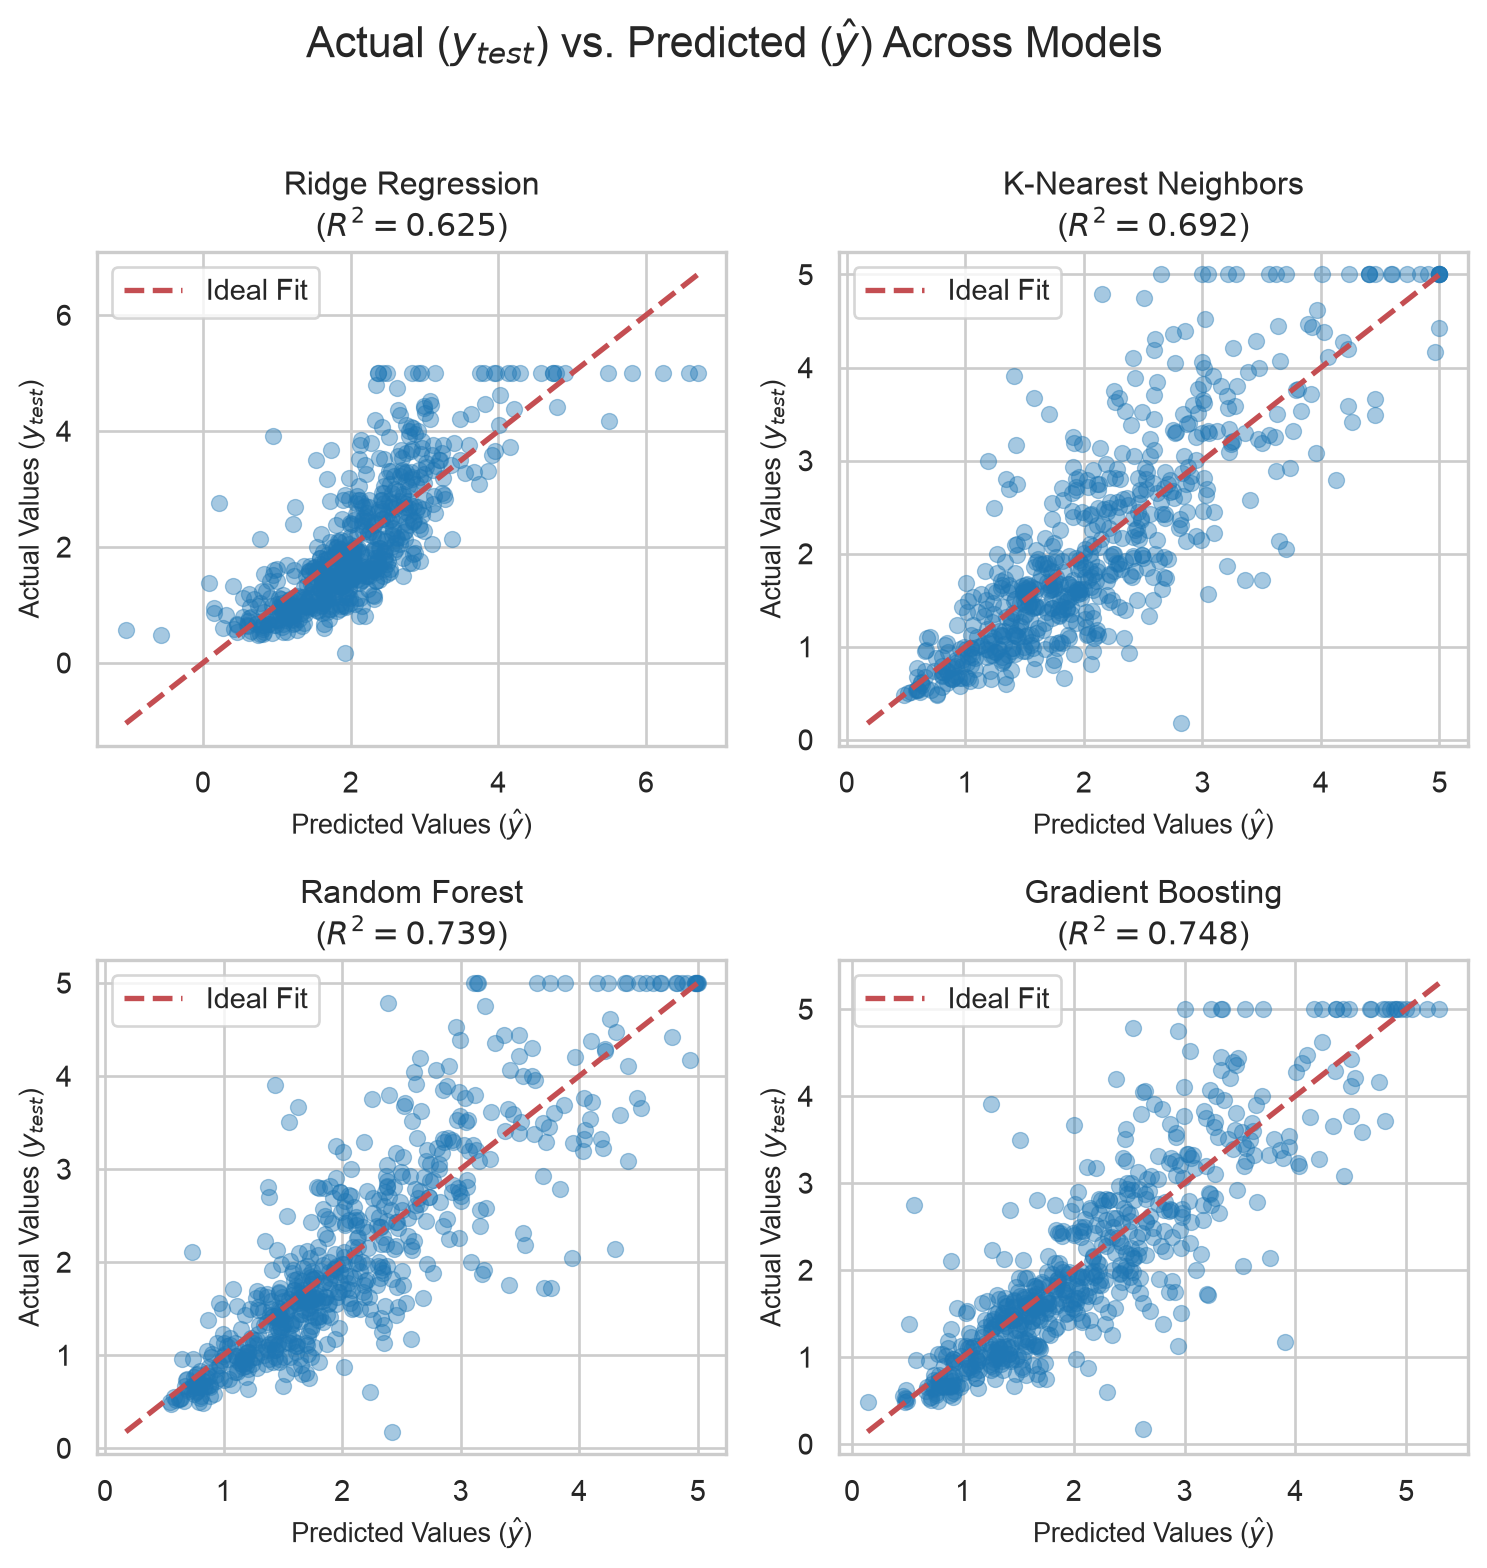 Actual (y_test) vs. Predicted (ŷ) Across Models
Ridge Regression
(R² = 0.625)
Ideal Fit
6
4
2
0
Actual Values (y_test)
0 2 4 6
Predicted Values (ŷ)
K-Nearest Neighbors
(R² = 0.692)
Ideal Fit
5
4
3
2
1
0
Actual Values (y_test)
0 1 2 3 4 5
Predicted Values (ŷ)
Random Forest
(R² = 0.739)
Ideal Fit
5
4
3
2
1
0
Actual Values (y_test)
0 1 2 3 4 5
Predicted Values (ŷ)
Gradient Boosting
(R² = 0.748)
Ideal Fit
5
4
3
2
1
0
Actual Values (y_test)
0 1 2 3 4 5
Predicted Values (ŷ)